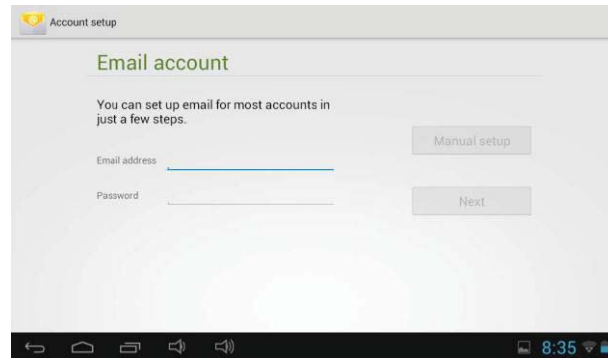 Account setup
Email account
You can set up email for most accounts in
just a few steps.
Manual setup
Email address
Password
Next
8:35